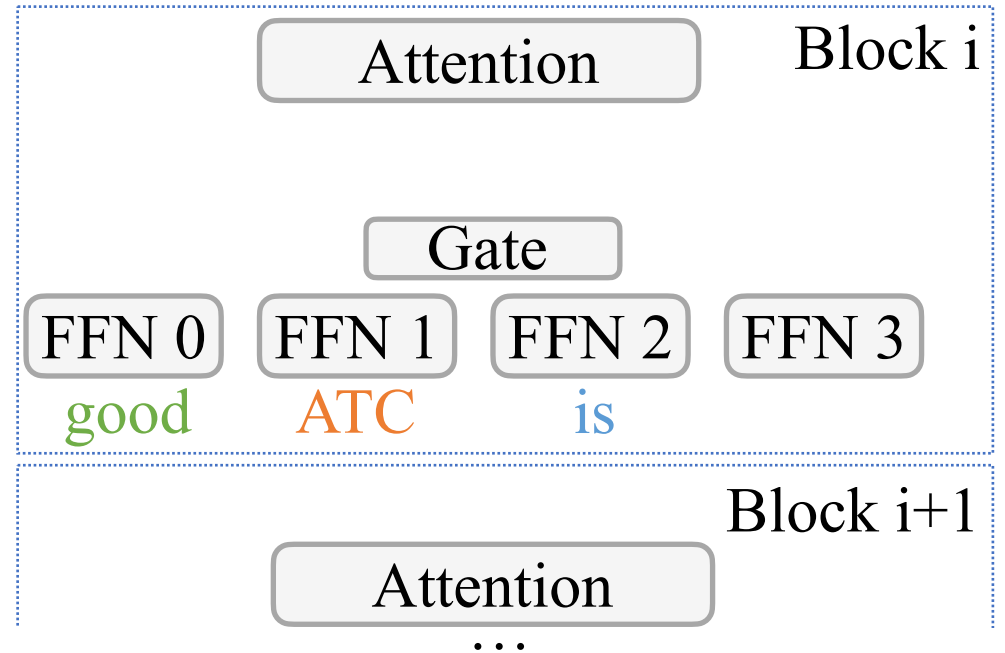 Attention
Block i
Gate
FFN 0 FFN 1 FFN 2 FFN 3
good ATC is
Block i+1
Attention
...